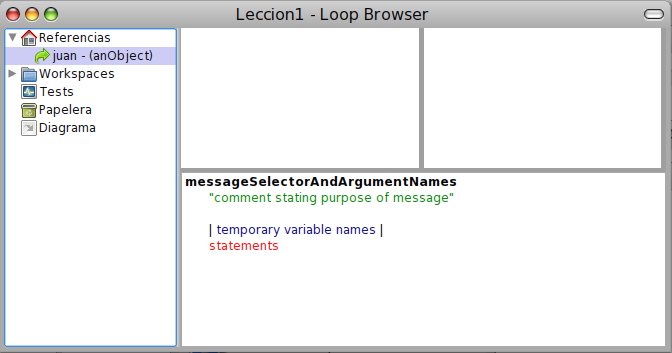 Leccion1 - Loop Browser
Referencias
juan - (anObject)
Workspaces
Tests
Papelera
Diagrama
messageSelectorAndArgumentNames
"comment stating purpose of message"
| temporary variable names |
statements